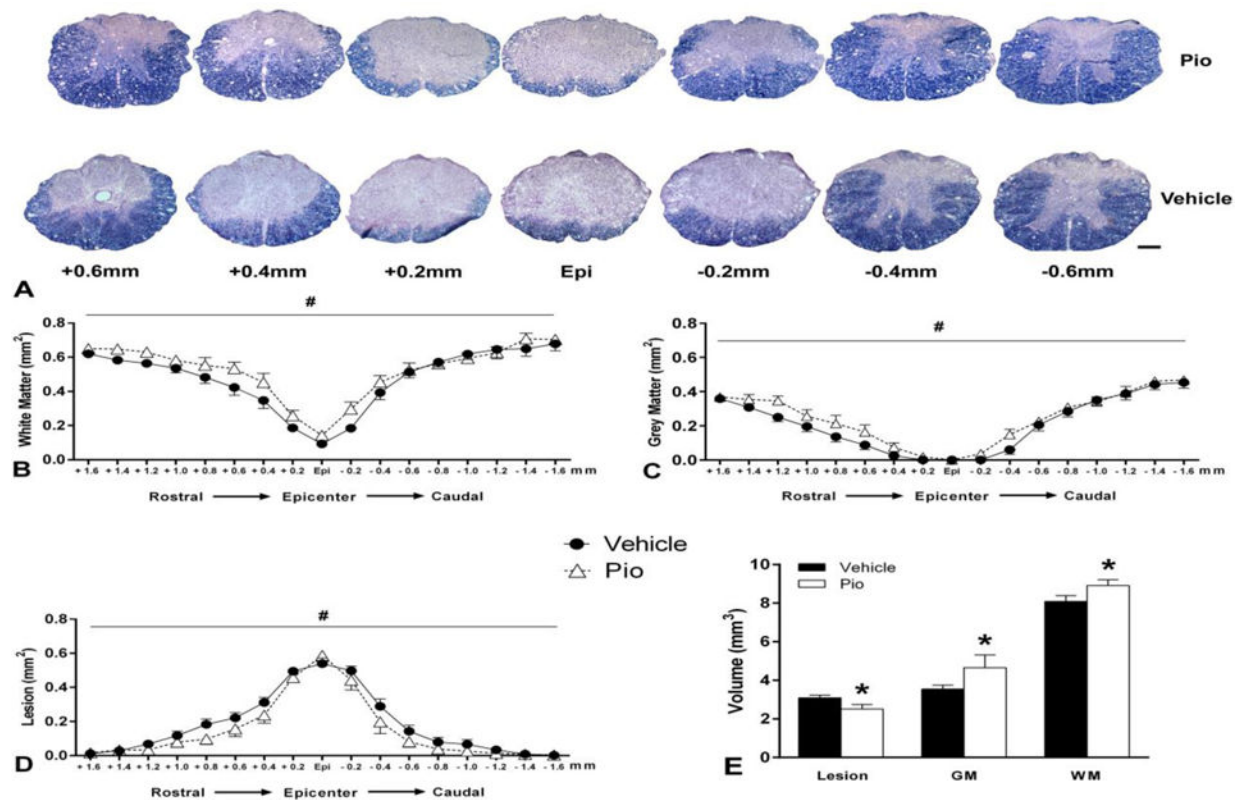 Pio
Vehicle
+0.6mm +0.4mm +0.2mm Epi -0.2mm -0.4mm -0.6mm
A
#
White Matter (mm²)
0.8
0.6
0.4
0.2
0.0
+ 1.6 + 1.4 + 1.2 + 1.0 + 0.8 + 0.6 + 0.4 + 0.2 Epi - 0.2 - 0.4 - 0.6 - 0.8 - 1.0 - 1.2 - 1.4 - 1.6 mm
Rostral → Epicenter → Caudal
B
#
Grey Matter (mm²)
0.8
0.6
0.4
0.2
0.0
+ 1.6 + 1.4 + 1.2 + 1.0 + 0.8 + 0.6 + 0.4 + 0.2 Epi - 0.2 - 0.4 - 0.6 - 0.8 - 1.0 - 1.2 - 1.4 - 1.6 mm
Rostral → Epicenter → Caudal
C
Vehicle
Pio
#
Lesion (mm²)
0.8
0.6
0.4
0.2
0.0
+ 1.6 + 1.4 + 1.2 + 1.0 + 0.8 + 0.6 + 0.4 + 0.2 Epi - 0.2 - 0.4 - 0.6 - 0.8 - 1.0 - 1.2 - 1.4 - 1.6 mm
Rostral → Epicenter → Caudal
D
Vehicle
Pio
Volume (mm³)
10
8
6
4
2
0
* * *
Lesion GM WM
E